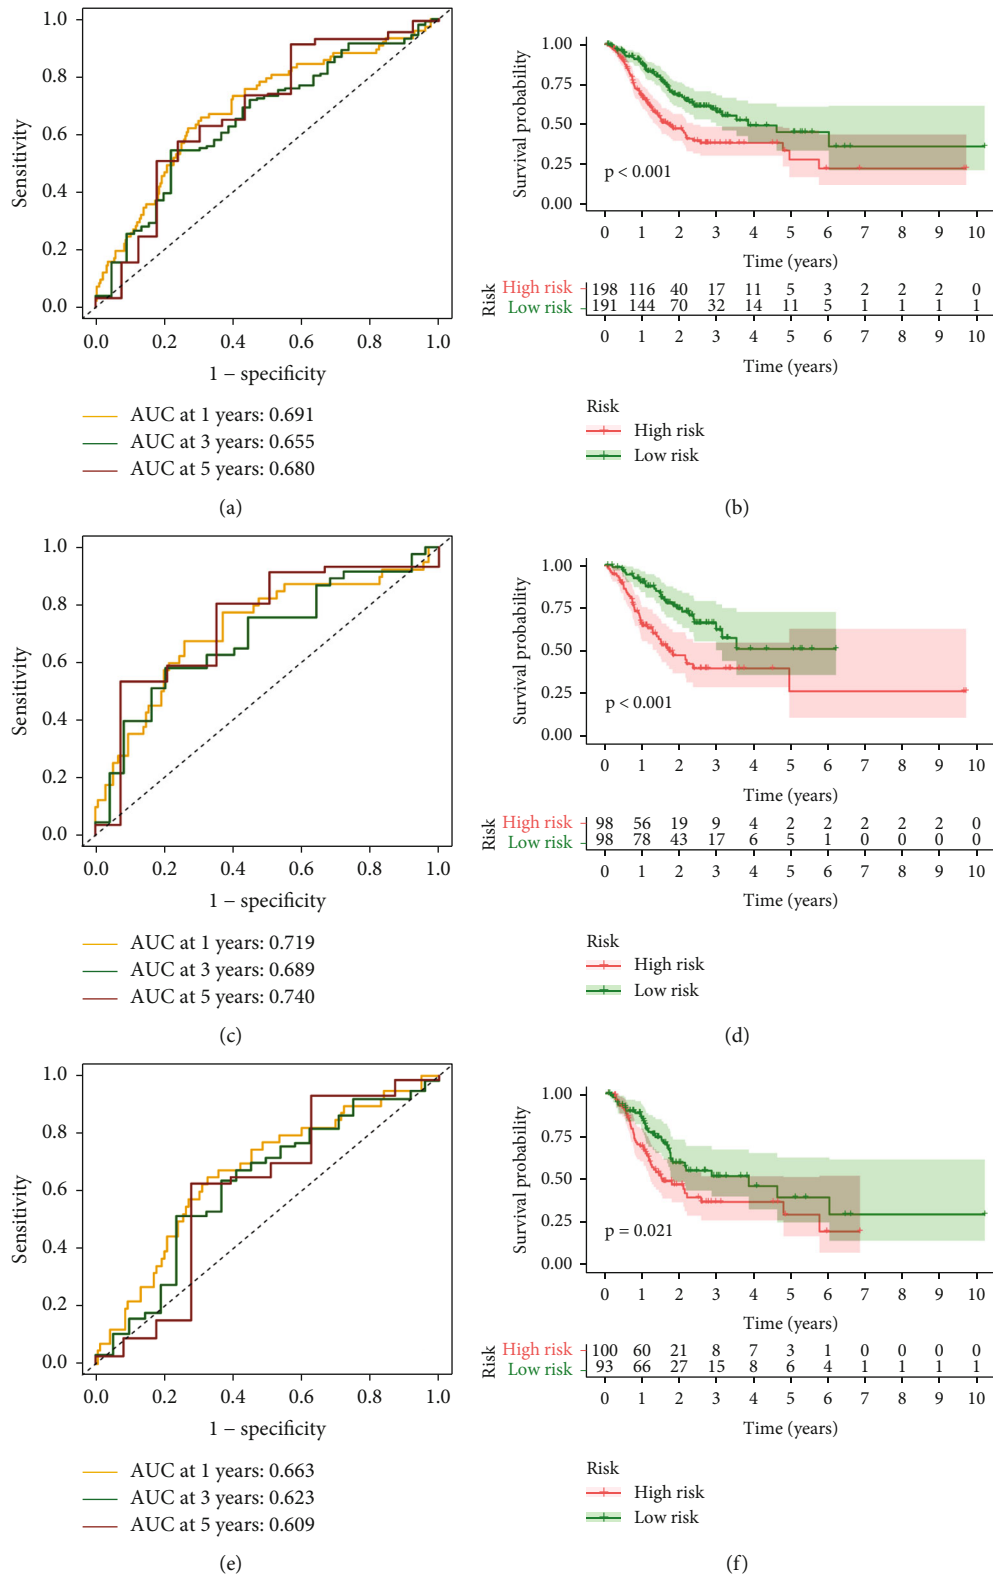 1.0
0.8
0.6
0.4
0.2
0.0
Sensitivity
0.0 0.2 0.4 0.6 0.8 1.0
1 − specificity
AUC at 1 years: 0.691
AUC at 3 years: 0.655
AUC at 5 years: 0.680
(a)
1.00
0.75
0.50
0.25
0.00
Survival probability
p < 0.001
0 1 2 3 4 5 6 7 8 9 10
Time (years)
Risk
High risk 198 116 40 17 11 5 3 2 2 2 0
Low risk 191 144 70 32 14 11 5 1 1 1 1
0 1 2 3 4 5 6 7 8 9 10
Time (years)
Risk
High risk
Low risk
(b)
1.0
0.8
0.6
0.4
0.2
0.0
Sensitivity
0.0 0.2 0.4 0.6 0.8 1.0
1 − specificity
AUC at 1 years: 0.719
AUC at 3 years: 0.689
AUC at 5 years: 0.740
(c)
1.00
0.75
0.50
0.25
0.00
Survival probability
p < 0.001
0 1 2 3 4 5 6 7 8 9 10
Time (years)
Risk
High risk 98 56 19 9 4 2 2 2 2 2 0
Low risk 98 78 43 17 6 5 1 0 0 0 0
0 1 2 3 4 5 6 7 8 9 10
Time (years)
Risk
High risk
Low risk
(d)
1.0
0.8
0.6
0.4
0.2
0.0
Sensitivity
0.0 0.2 0.4 0.6 0.8 1.0
1 − specificity
AUC at 1 years: 0.663
AUC at 3 years: 0.623
AUC at 5 years: 0.609
(e)
1.00
0.75
0.50
0.25
0.00
Survival probability
p = 0.021
0 1 2 3 4 5 6 7 8 9 10
Time (years)
Risk
High risk 100 60 21 8 7 3 1 0 0 0 0
Low risk 93 66 27 15 8 6 4 1 1 1 1
0 1 2 3 4 5 6 7 8 9 10
Time (years)
Risk
High risk
Low risk
(f)